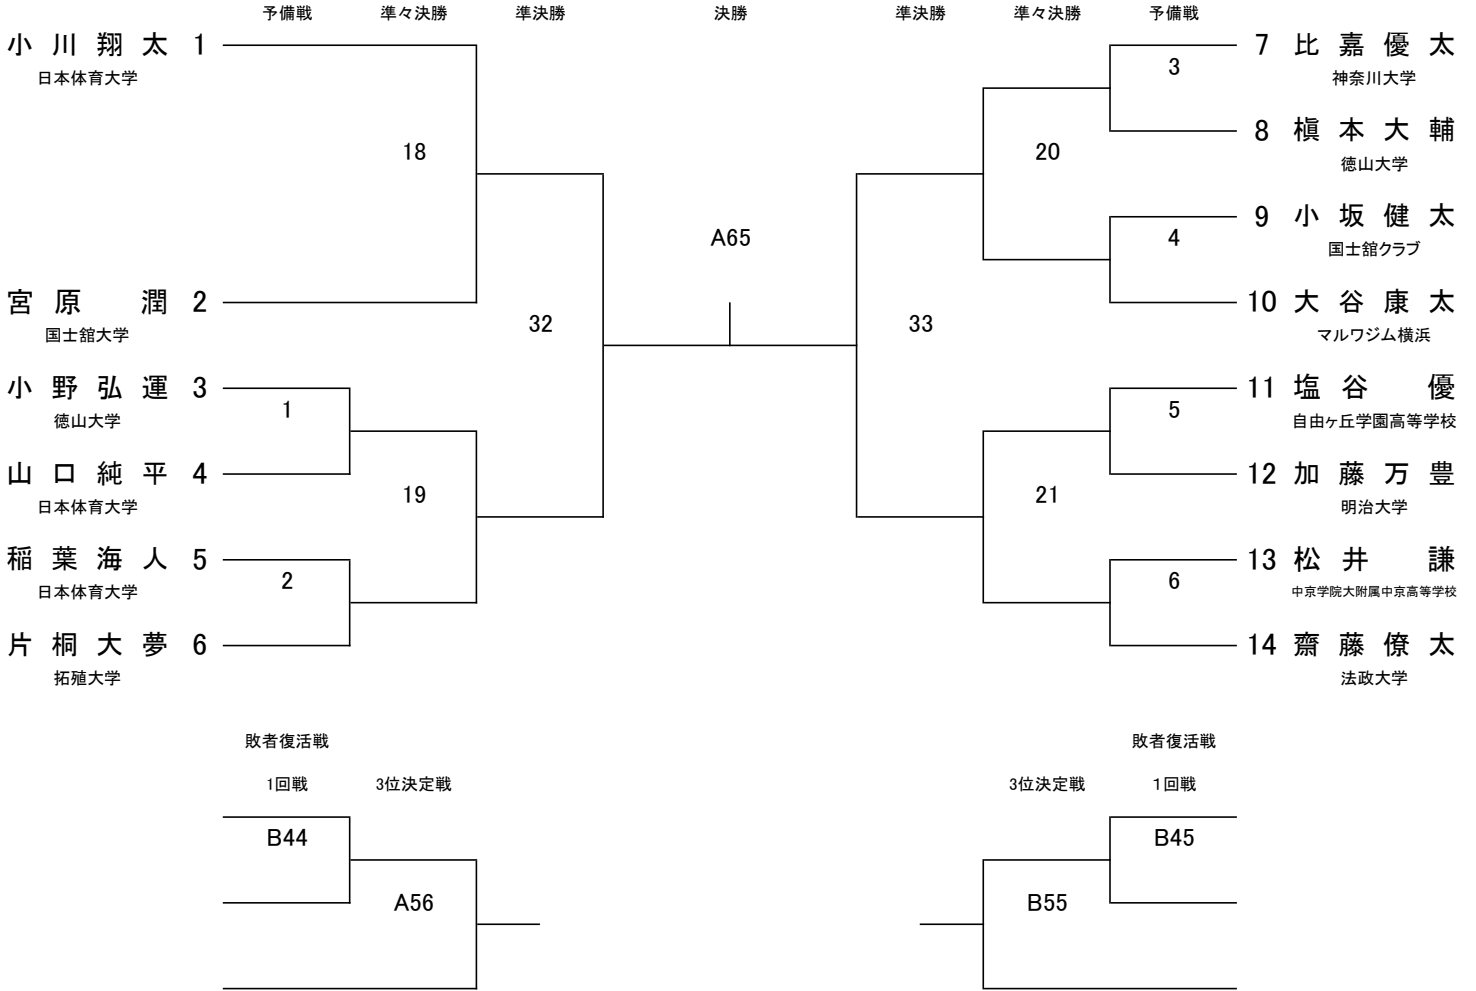 予備戦 準々決勝 準決勝 決勝 準決勝 準々決勝 予備戦
小川翔太 1
日本体育大学
18
宮原 潤 2
国士舘大学
小野弘運 3
徳山大学
1
山口純平 4
日本体育大学
19
稲葉海人 5
日本体育大学
2
片桐大夢 6
拓殖大学
32
A65
33
7 比嘉優太
神奈川大学
3
8 槇本大輔
徳山大学
20
9 小坂健太
国士舘クラブ
4
10 大谷康太
マルワジム横浜
11 塩谷 優
自由ヶ丘学園高等学校
5
12 加藤万豊
明治大学
21
13 松井 謙
中京学院大附属中京高等学校
6
14 齋藤僚太
法政大学
敗者復活戦
1回戦 3位決定戦
B44
A56
敗者復活戦
3位決定戦 1回戦
B45
B55